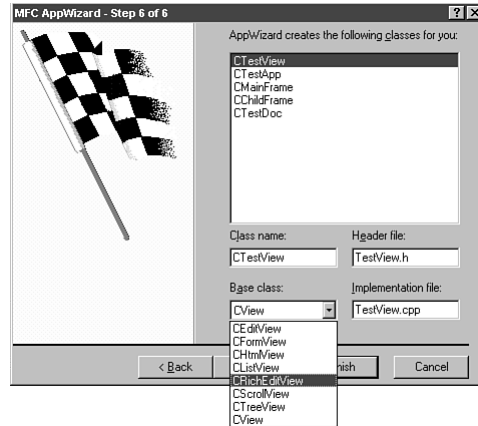 MFC AppWizard - Step 6 of 6
AppWizard creates the following classes for you:
CTestView
CTestApp
CMainFrame
CChildFrame
CTestDoc
Class name:
Header file:
CTestView
TestView.h
Base class:
Implementation file:
CView
TestView.cpp
CEditView
CFormView
CHtmlView
CListView
CRichEditView
CScrollView
CTreeView
CView
< Back
nish
Cancel